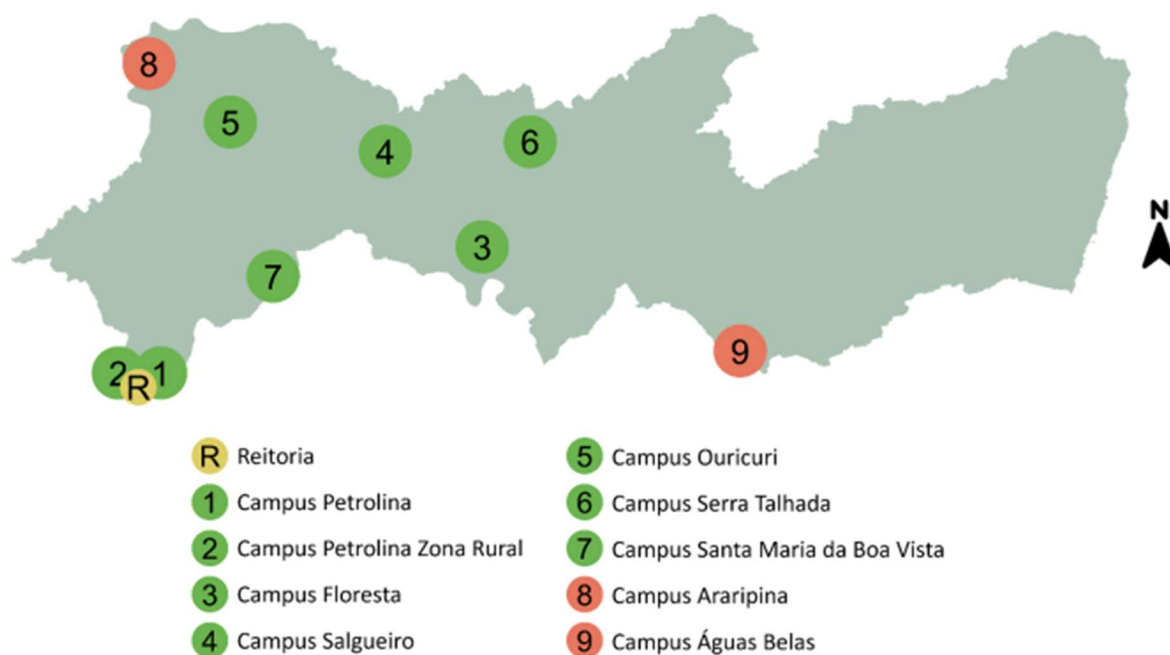 8
5
4
6
3
7
N
9
2
R
1
R Reitoria
1 Campus Petrolina
2 Campus Petrolina Zona Rural
3 Campus Floresta
4 Campus Salgueiro
5 Campus Ouricuri
6 Campus Serra Talhada
7 Campus Santa Maria da Boa Vista
8 Campus Araripina
9 Campus Águas Belas